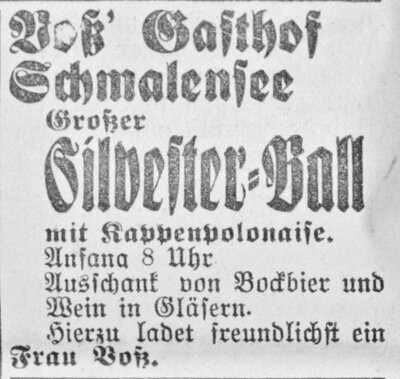 Voß' Gasthof
Schmalensee
Großer
Silvester-Ball
mit Kappenpolonaise.
Anfang 8 Uhr
Ausschank von Bockbier und
Wein in Gläsern.
Hierzu ladet freundlichst ein
Frau Voß.